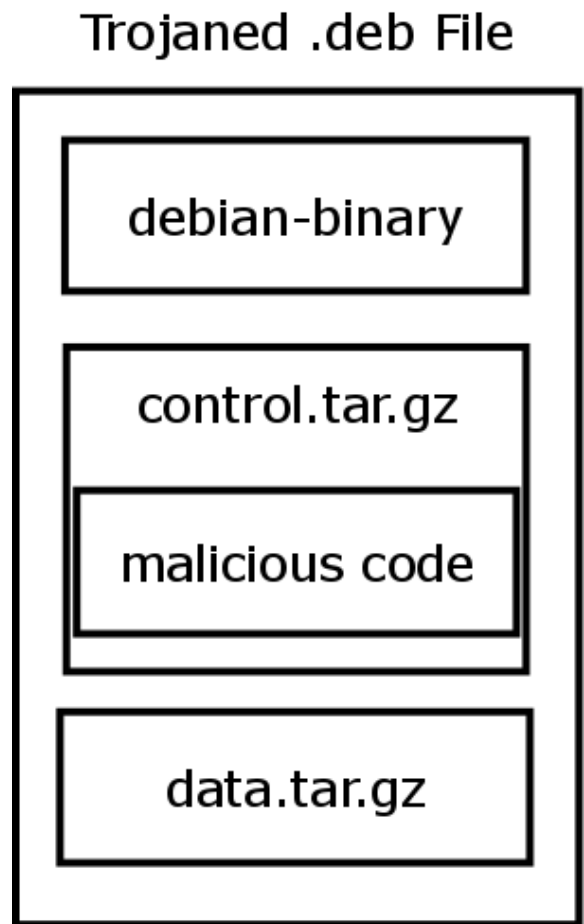 Trojaned .deb File
debian-binary
control.tar.gz
malicious code
data.tar.gz